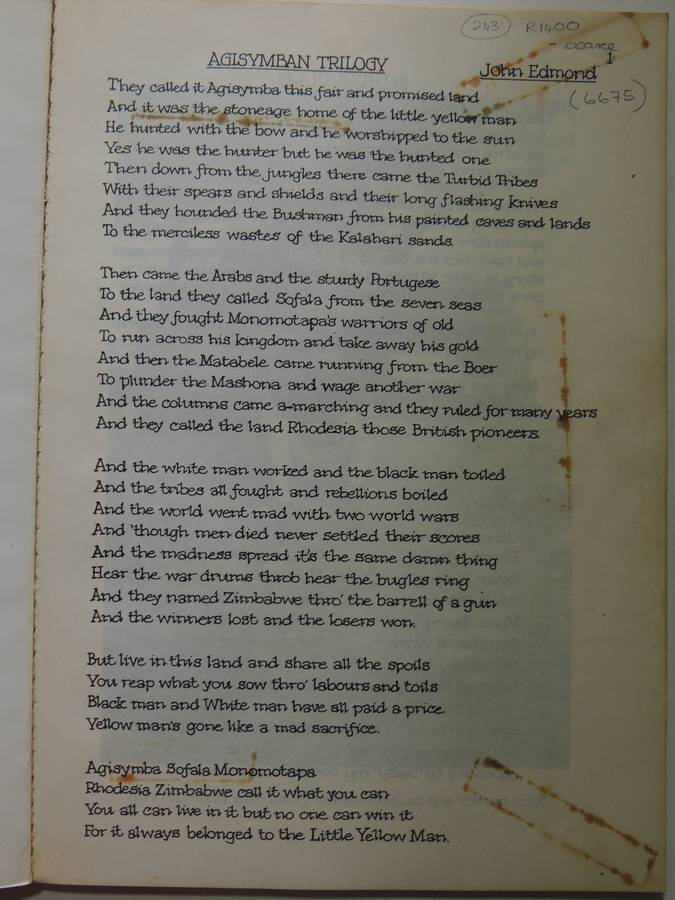 243 R1400
- scarce
1
AGISYMBAN TRILOGY
John Edmond
(6675)
They called it Agisymba this fair and promised land
And it was the stoneage home of the little yellow man
He hunted with the bow and he worshipped to the sun
Yes he was the hunter but he was the hunted one
Then down from the jungles there came the Turbid Tribes
With their spears and shields and their long flashing knives
And they hounded the Bushman from his painted caves and lands
To the merciless wastes of the Kalahari sands.
Then came the Arabs and the sturdy Portugese
To the land they called Sofala from the seven seas
And they fought Monomotapa's warriors of old
To run across his kingdom and take away his gold
And then the Matabele came running from the Boer
To plunder the Mashona and wage another war
And the columns came a-marching and they ruled for many years
And they called the land Rhodesia those British pioneers.
And the white man worked and the black man toiled
And the tribes all fought and rebellions boiled
And the world went mad with two world wars
And 'though men died never settled their scores
And the madness spread it's the same damn thing
Hear the war drums throb hear the bugles ring
And they named Zimbabwe thro' the barrell of a gun
And the winners lost and the losers won.
But live in this land and share all the spoils
You reap what you sow thro' labours and toils
Black man and White man have all paid a price
Yellow man's gone like a mad sacrifice.
Agisymba Sofala Monomotapa
Rhodesia Zimbabwe call it what you can
You all can live in it but no one can win it
For it always belonged to the Little Yellow Man.